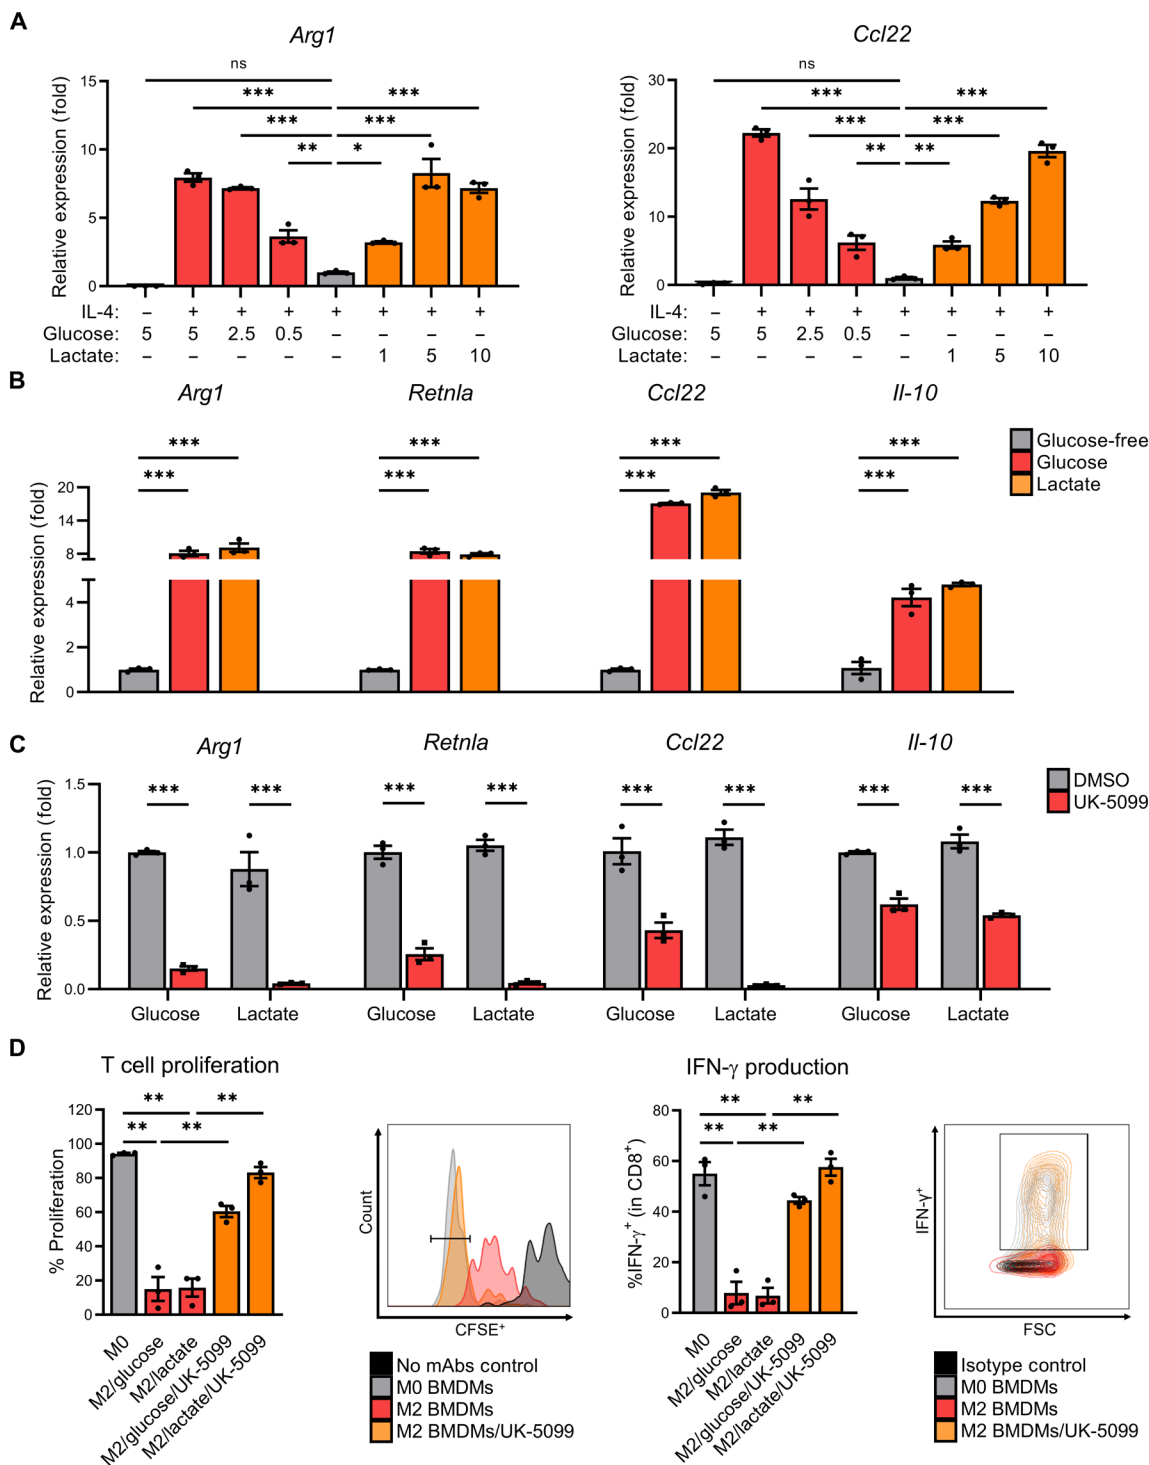 A
Arg1
Ccl22
Relative expression (fold)
15
10
5
0
ns
***
***
***
***
**
*
IL-4: – + + + + + + +
Glucose: 5 5 2.5 0.5 – – – –
Lactate: – – – – – 1 5 10
Relative expression (fold)
30
20
10
0
ns
***
***
***
***
**
**
IL-4: – + + + + + + +
Glucose: 5 5 2.5 0.5 – – – –
Lactate: – – – – – 1 5 10
B
Arg1
Retnla
Ccl22
Il-10
Glucose-free
Glucose
Lactate
Relative expression (fold)
Relative expression (fold)
20
14
8
4
2
0
*** *** *** ***
*** *** *** ***
C
Arg1
Retnla
Ccl22
Il-10
DMSO
UK-5099
Relative expression (fold)
1.5
1.0
0.5
0.0
*** *** *** *** *** *** *** ***
Glucose Lactate Glucose Lactate Glucose Lactate Glucose Lactate
D
T cell proliferation
% Proliferation
120
100
80
60
40
20
0
** **
** **
M0
M2/glucose
M2/lactate
M2/glucose/UK-5099
M2/lactate/UK-5099
Count
CFSE⁺
No mAbs control
M0 BMDMs
M2 BMDMs
M2 BMDMs/UK-5099
IFN-γ production
%IFN-γ⁺ (in CD8⁺)
80
60
40
20
0
** **
** **
M0
M2/glucose
M2/lactate
M2/glucose/UK-5099
M2/lactate/UK-5099
IFN-γ⁺
FSC
Isotype control
M0 BMDMs
M2 BMDMs
M2 BMDMs/UK-5099